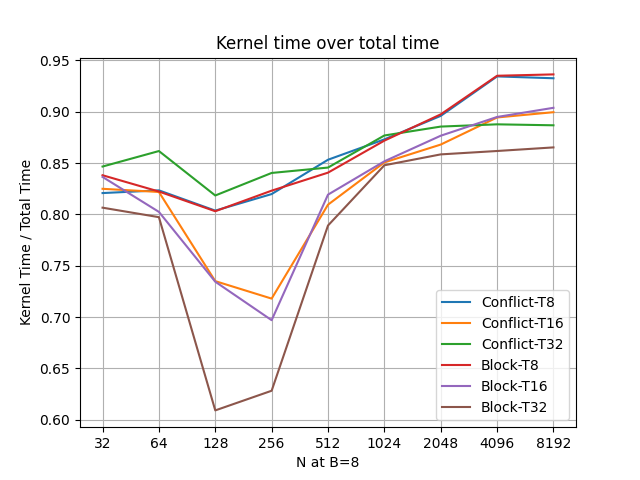 Kernel time over total time
Kernel Time / Total Time
0.95
0.90
0.85
0.80
0.75
0.70
0.65
0.60
Conflict-T8
Conflict-T16
Conflict-T32
Block-T8
Block-T16
Block-T32
32 64 128 256 512 1024 2048 4096 8192
N at B=8